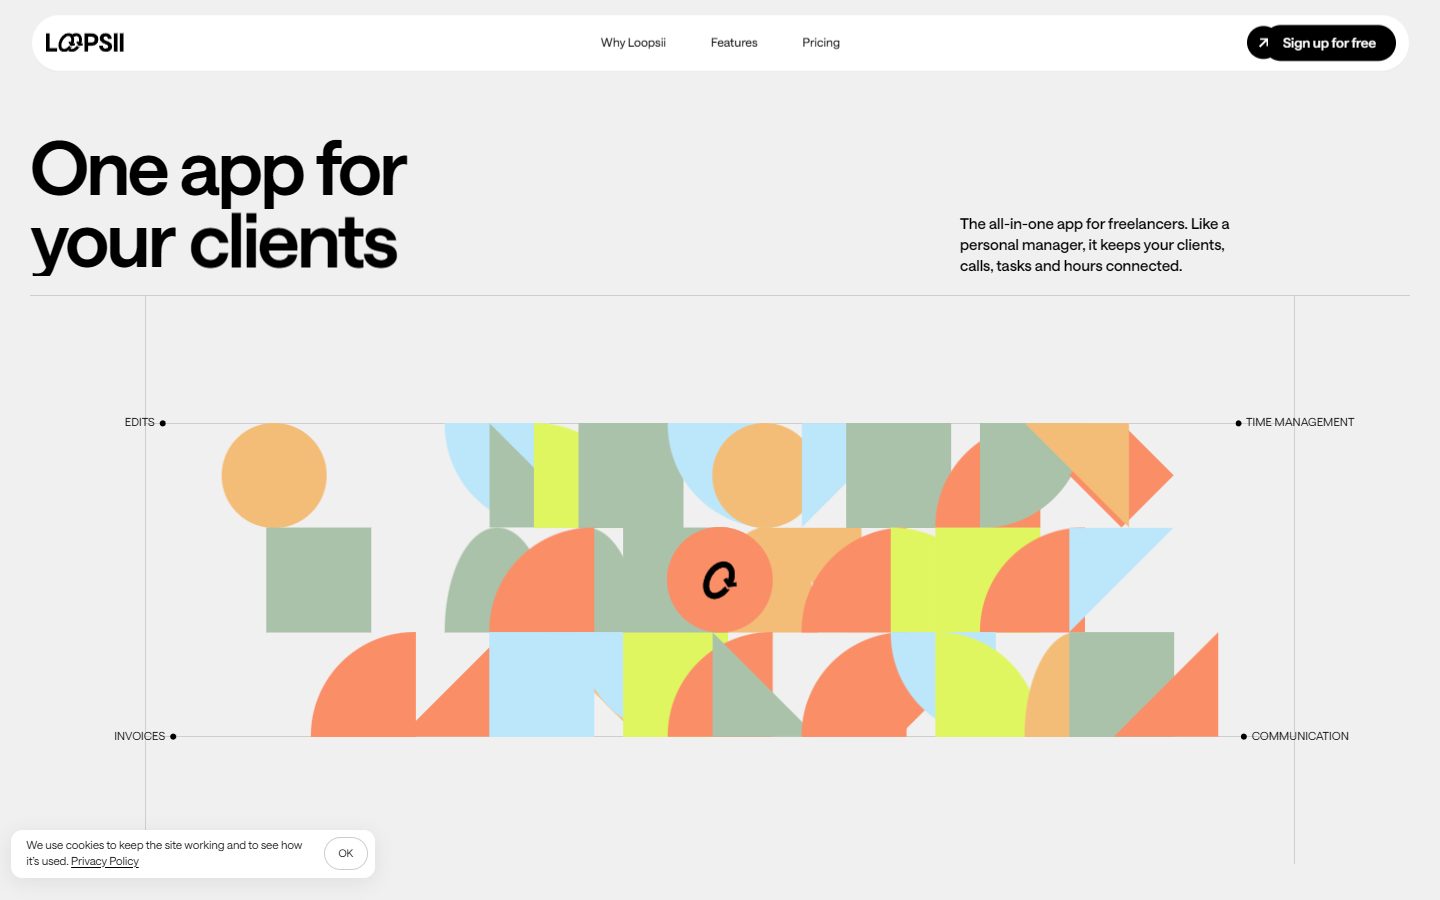 LOOPSII
Why Loopsii
Features
Pricing
Sign up for free
One app for
your clients
The all-in-one app for freelancers. Like a
personal manager, it keeps your clients,
calls, tasks and hours connected.
EDITS
TIME MANAGEMENT
INVOICES
COMMUNICATION
We use cookies to keep the site working and to see how
it's used. Privacy Policy
OK